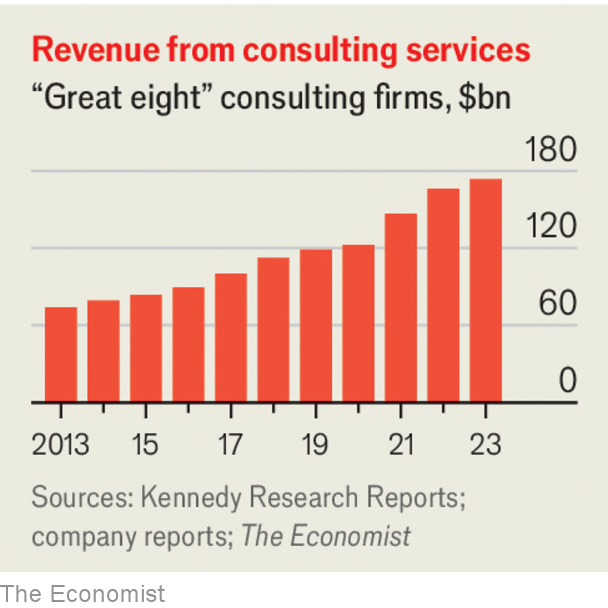 Revenue from consulting services
“Great eight” consulting firms, $bn
180
120
60
0
2013 15 17 19 21 23
Sources: Kennedy Research Reports;
company reports; The Economist
The Economist